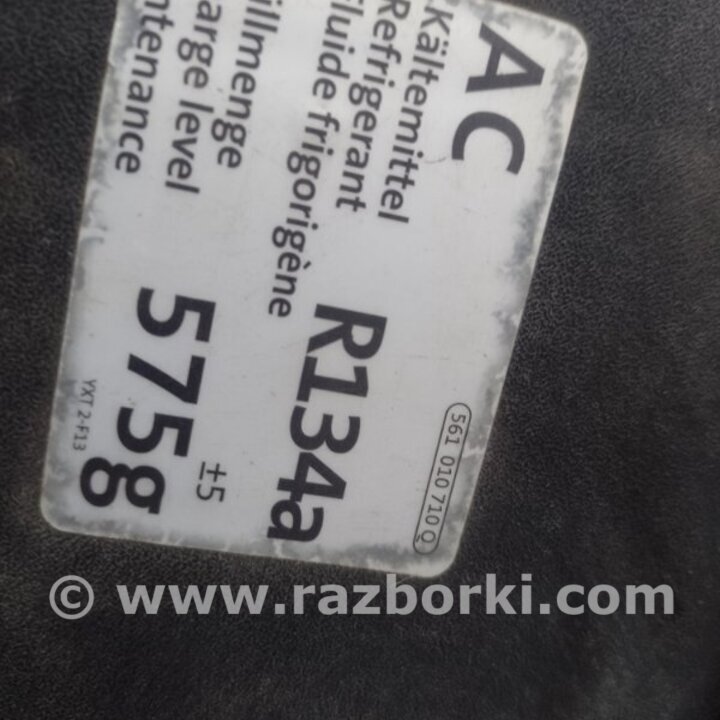 AC
Kältemittel
Refrigerant
fluide frigorigène
R134a
561 010 710 Q
illmenge
arge level
ntenance
575g
±5
YXT 2-F13
© www.razborki.com